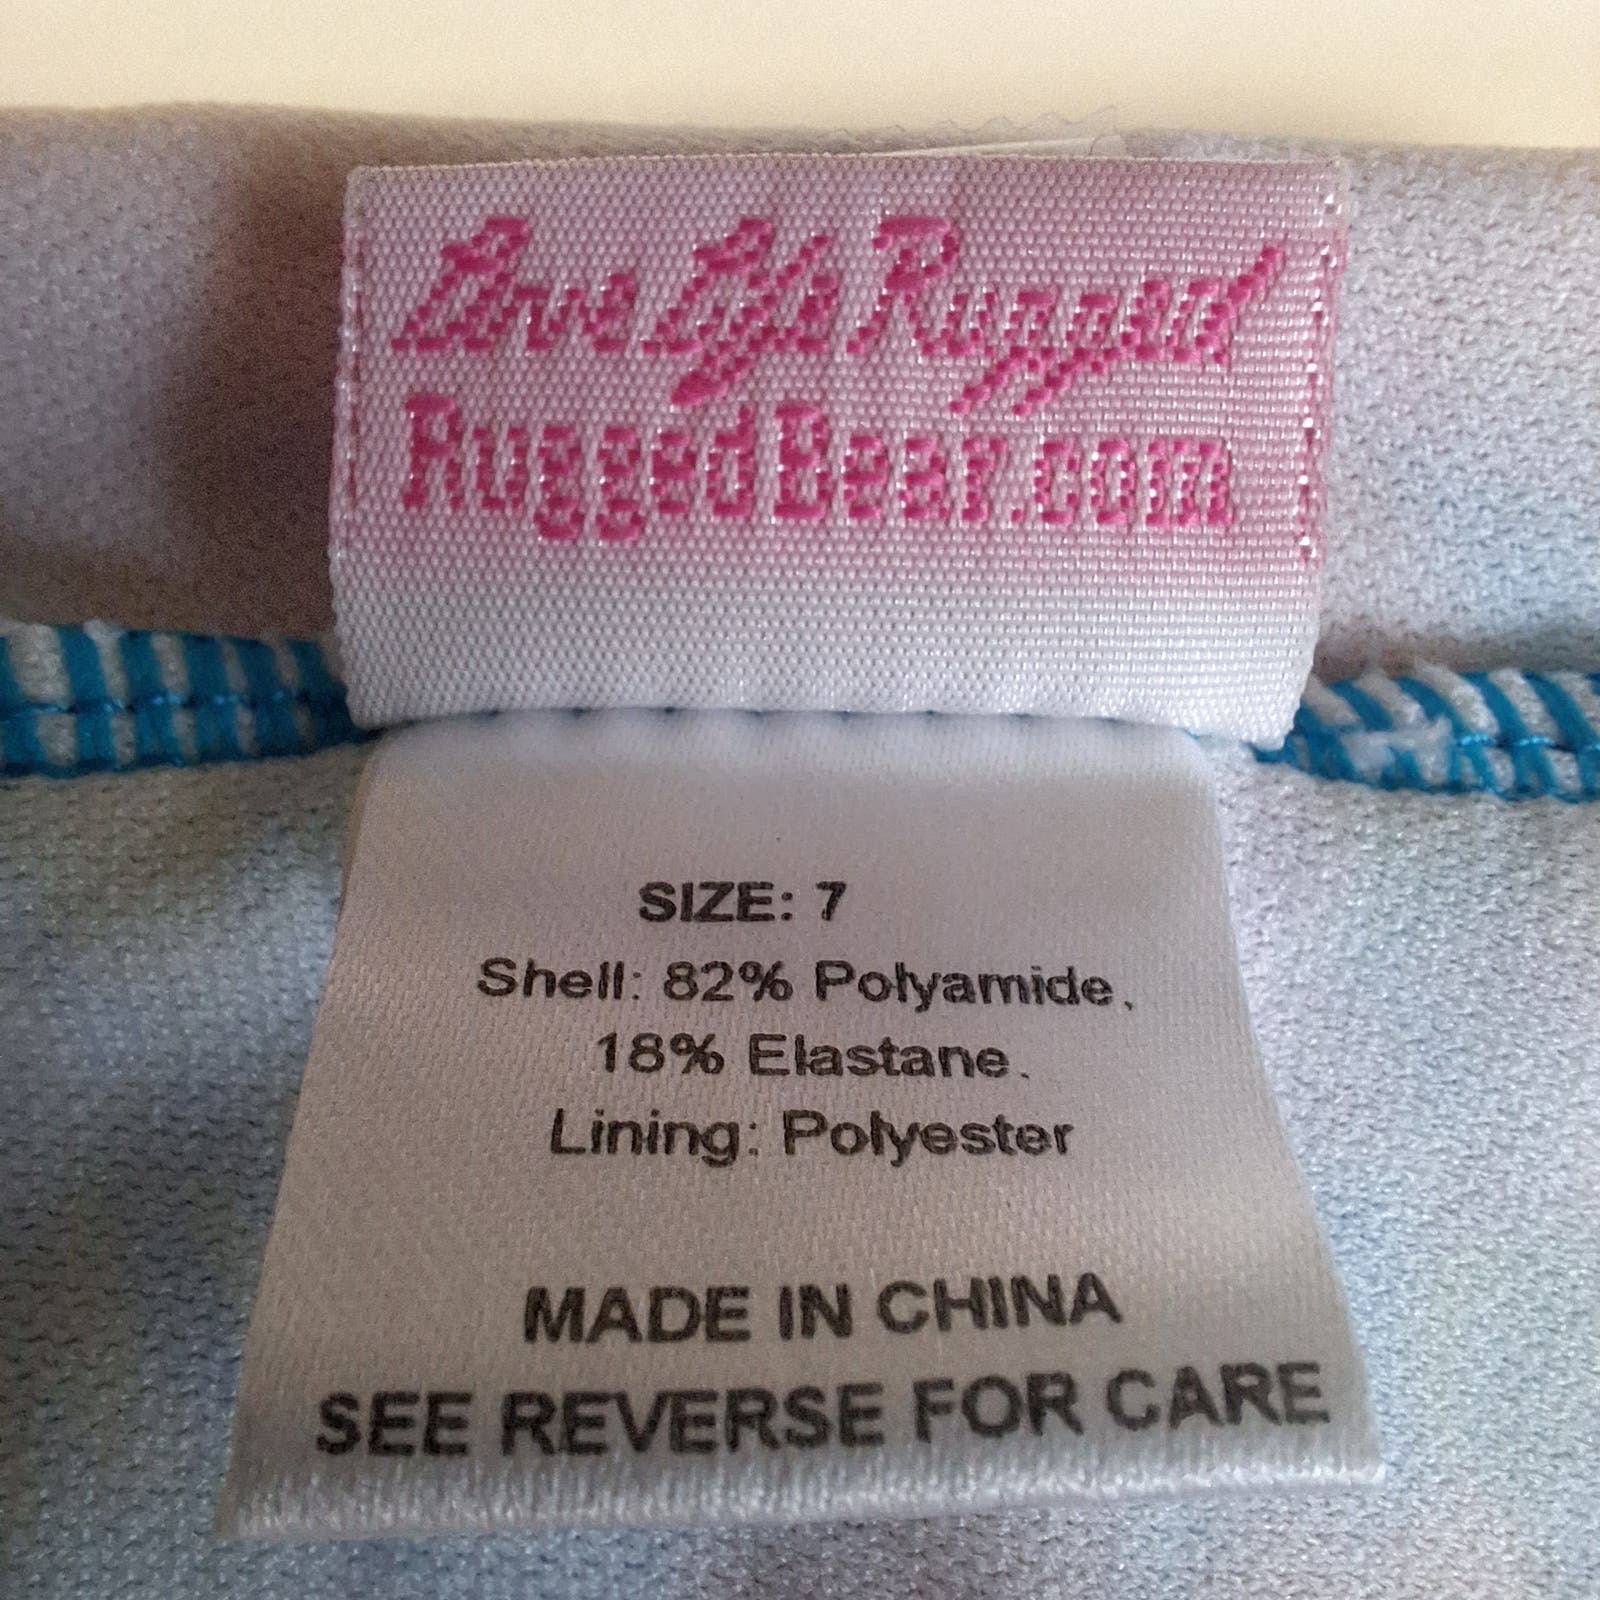 Love Life Rugged
RuggedBear.com
SIZE: 7
Shell: 82% Polyamide,
18% Elastane.
Lining: Polyester
MADE IN CHINA
SEE REVERSE FOR CARE